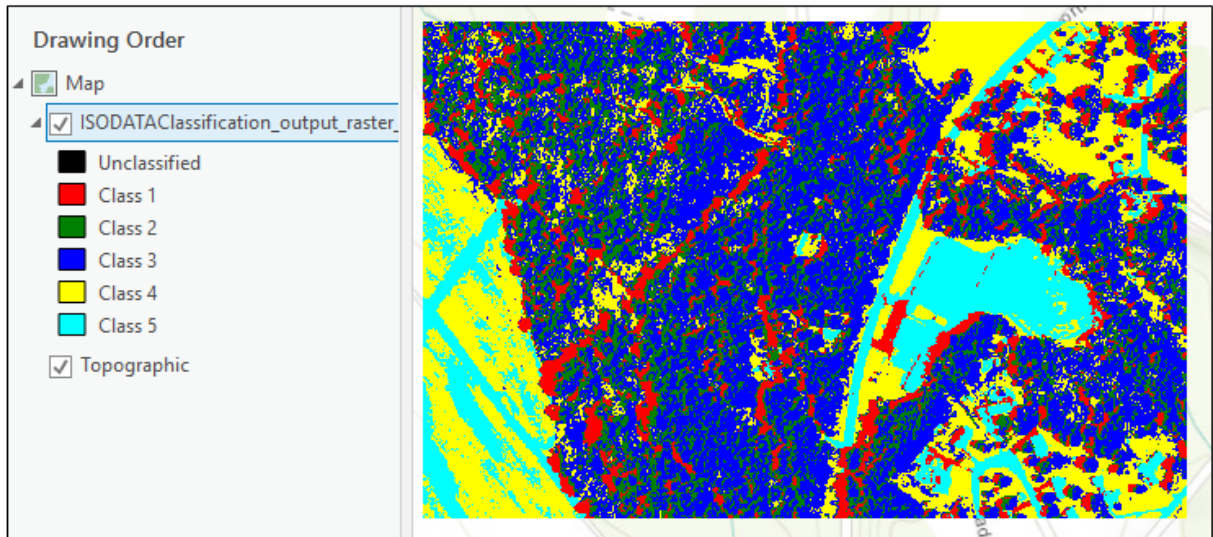 Drawing Order
Map
ISODATAClassification_output_raster_
Unclassified
Class 1
Class 2
Class 3
Class 4
Class 5
Topographic